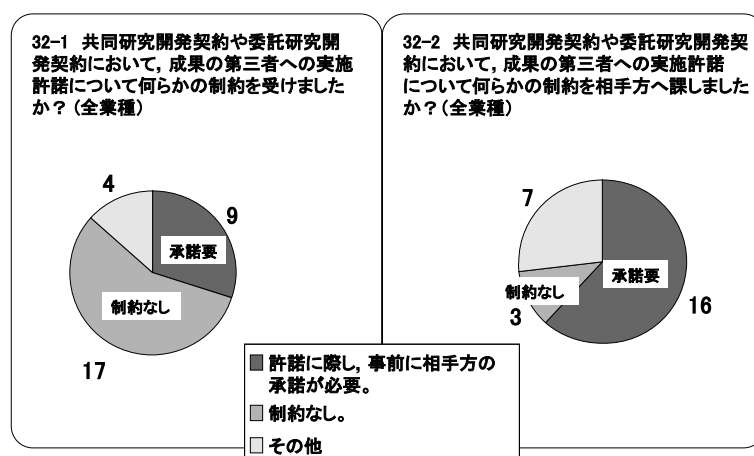 32-1 共同研究開発契約や委託研究開
発契約において，成果の第三者への実施
許諾について何らかの制約を受けました
か？（全業種）
4
9
承諾要
制約なし
17
32-2 共同研究開発契約や委託研究開発契
約において，成果の第三者への実施許諾
について何らかの制約を相手方へ課しました
か？（全業種）
7
制約なし
承諾要
3
16
許諾に際し，事前に相手方の
承諾が必要。
制約なし。
その他